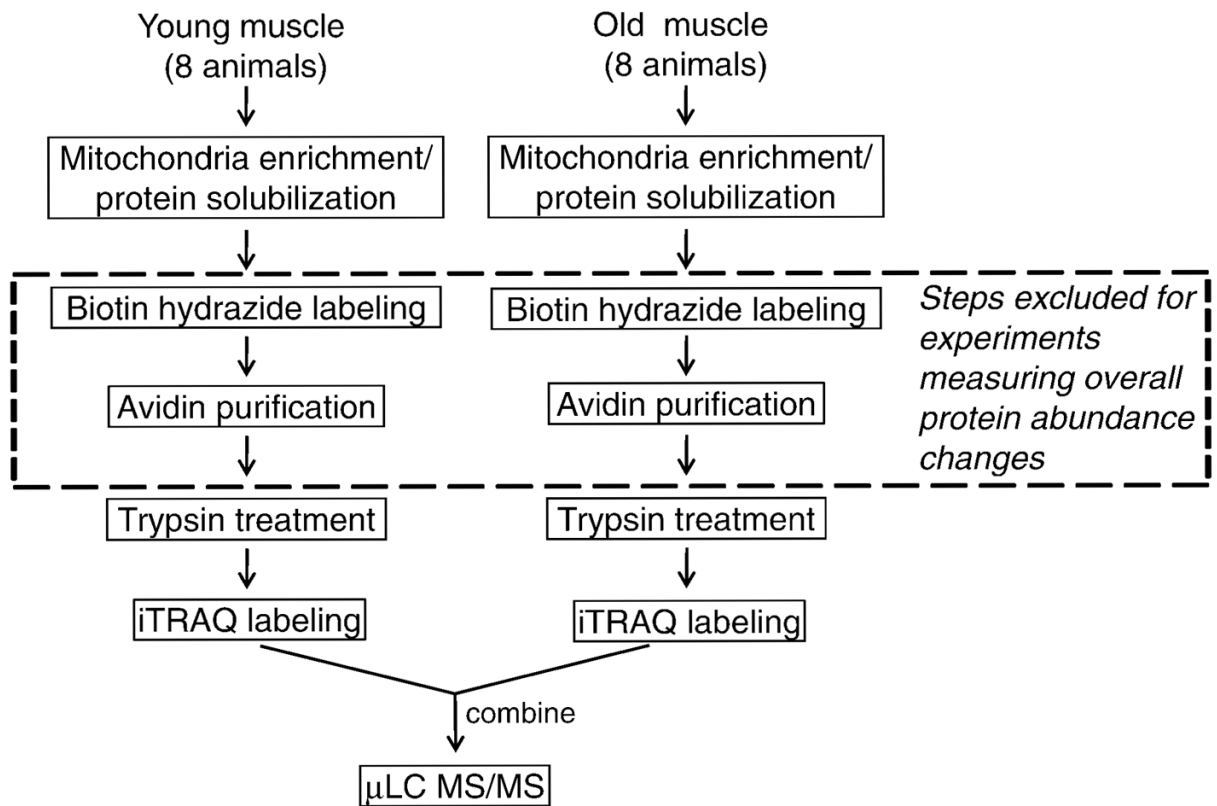 Young muscle
(8 animals)
Old muscle
(8 animals)
Mitochondria enrichment/
protein solubilization
Mitochondria enrichment/
protein solubilization
Biotin hydrazide labeling
Biotin hydrazide labeling
Steps excluded for
experiments
measuring overall
protein abundance
changes
Avidin purification
Avidin purification
Trypsin treatment
Trypsin treatment
iTRAQ labeling
iTRAQ labeling
combine
μLC MS/MS